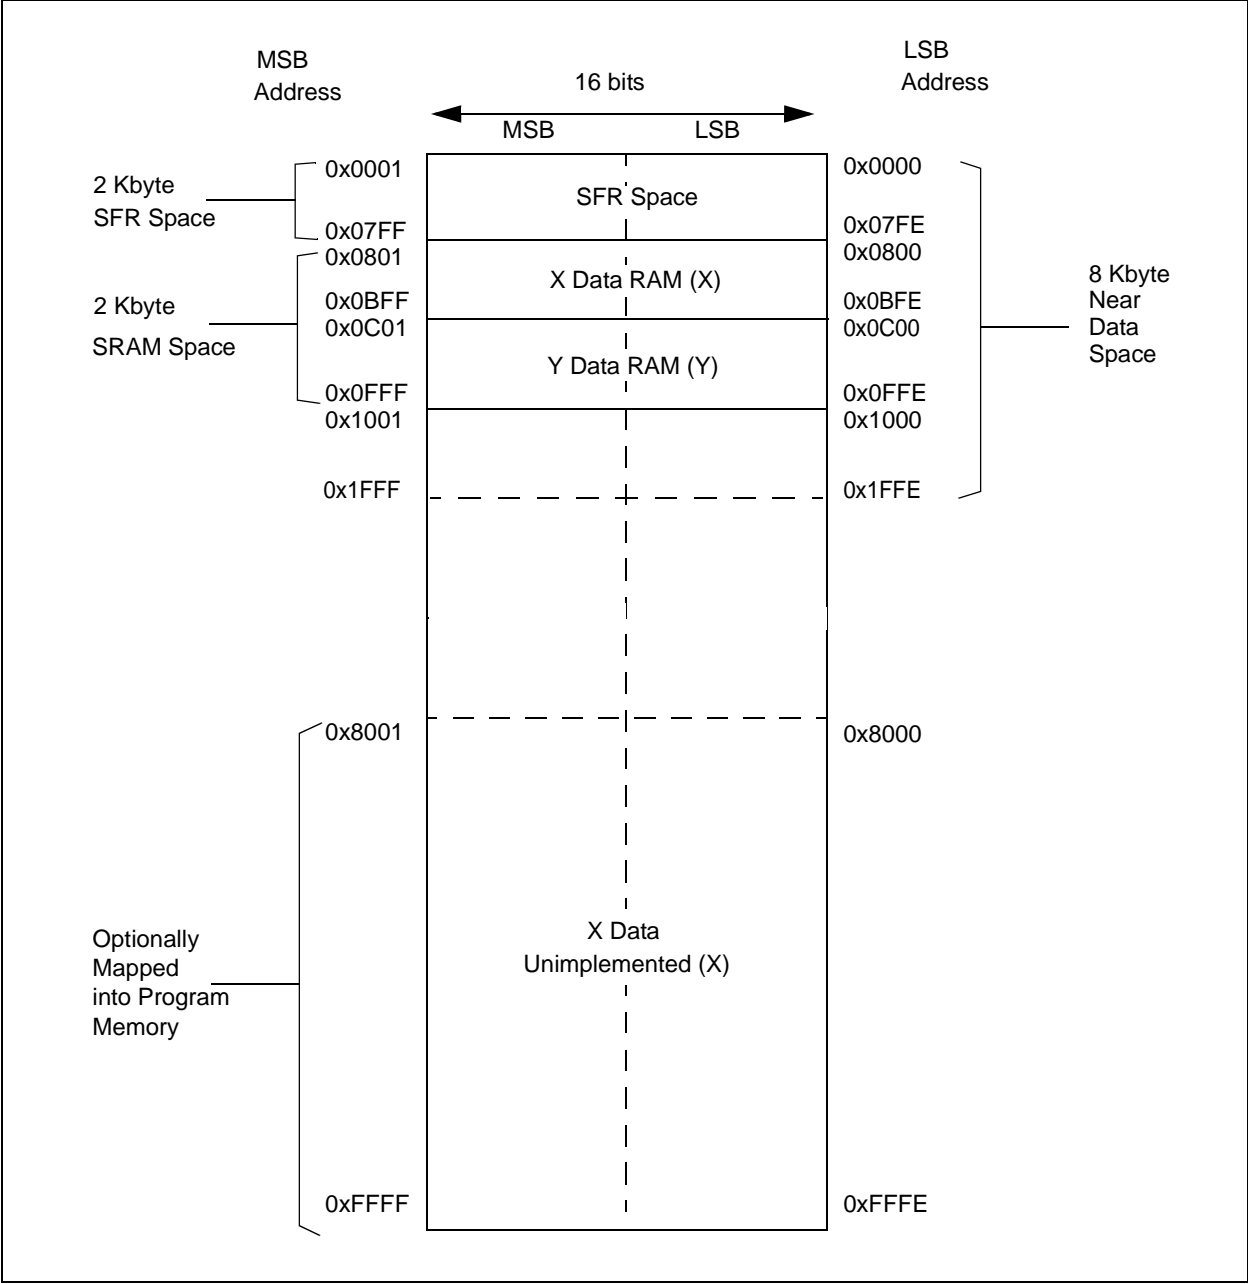 MSB
Address
16 bits
LSB
Address
MSB
LSB
2 Kbyte
SFR Space
0x0001
0x07FF
SFR Space
0x0000
0x07FE
2 Kbyte
SRAM Space
0x0801
0x0BFF
0x0C01
0x0FFF
0x1001
0x1FFF
X Data RAM (X)
Y Data RAM (Y)
0x0800
0x0BFE
0x0C00
0x0FFE
0x1000
0x1FFE
8 Kbyte
Near
Data
Space
0x8001
0x8000
Optionally
Mapped
into Program
Memory
X Data
Unimplemented (X)
0xFFFF
0xFFFE